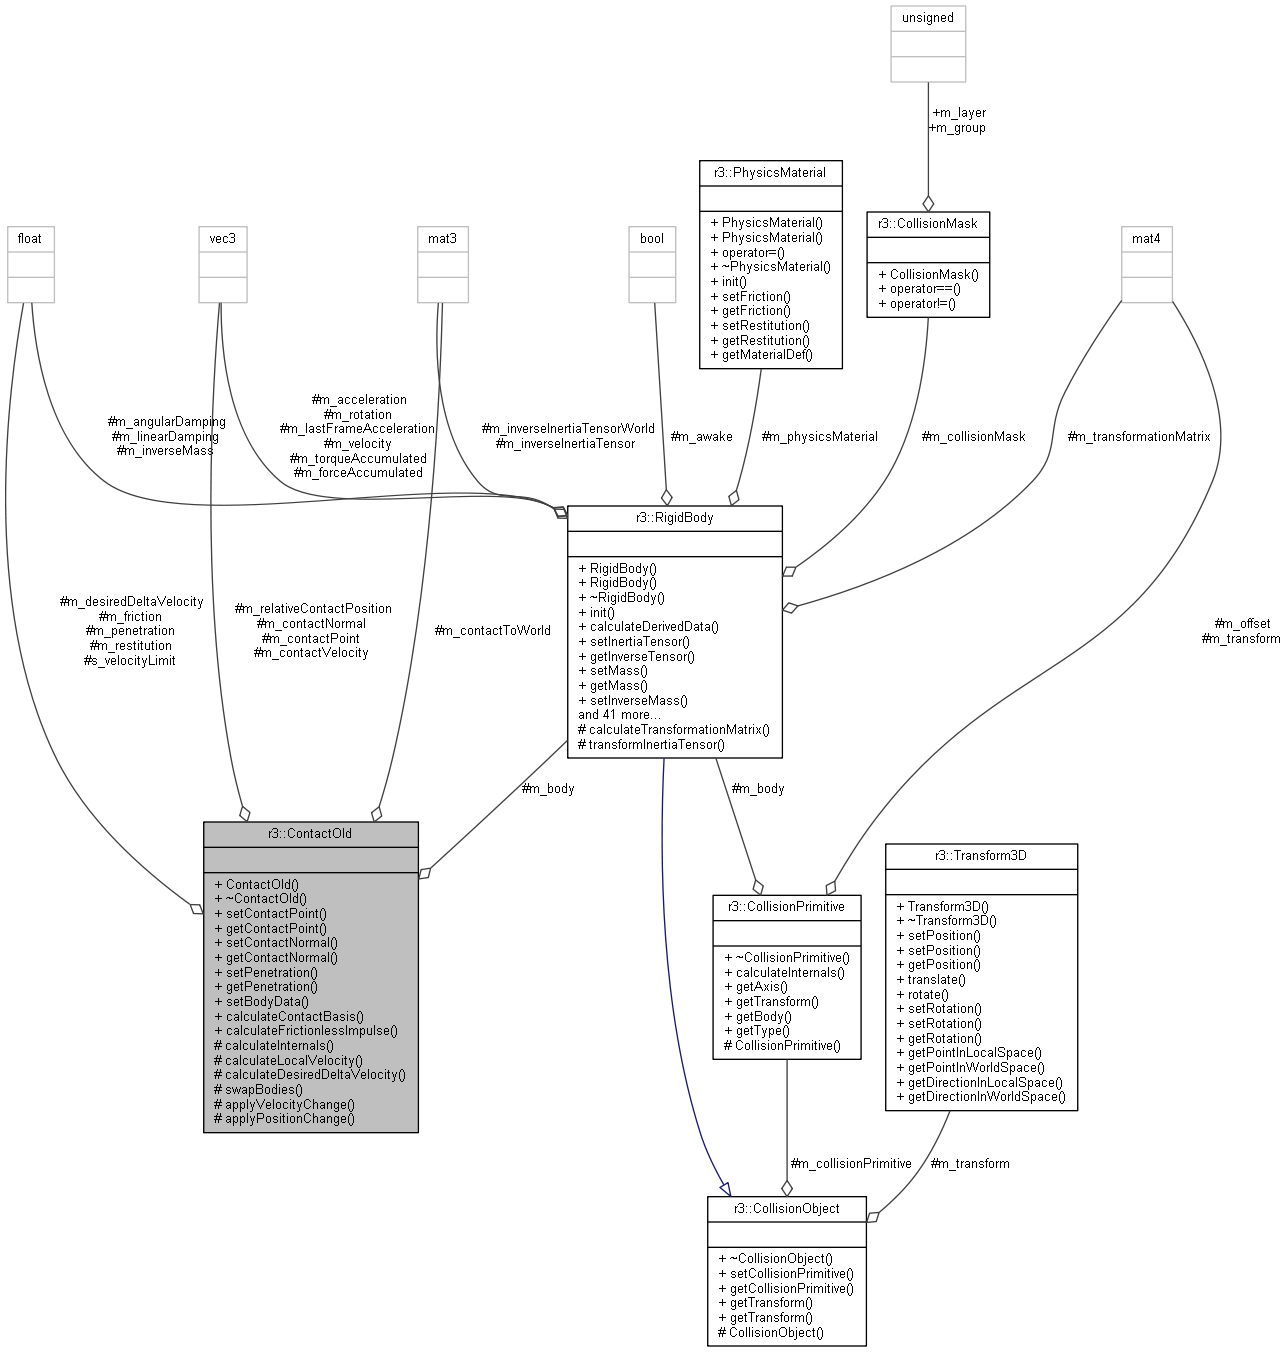 unsigned
+m_layer
+m_group
r3::PhysicsMaterial
+ PhysicsMaterial()
+ PhysicsMaterial()
+ operator=()
+ ~PhysicsMaterial()
+ init()
+ setFriction()
+ getFriction()
+ setRestitution()
+ getRestitution()
+ getMaterialDef()
r3::CollisionMask
+ CollisionMask()
+ operator==()
+ operator!=()
float
vec3
mat3
bool
mat4
#m_angularDamping
#m_linearDamping
#m_inverseMass
#m_acceleration
#m_rotation
#m_lastFrameAcceleration
#m_velocity
#m_torqueAccumulated
#m_forceAccumulated
#m_inverseInertiaTensorWorld
#m_inverseInertiaTensor
#m_awake
#m_physicsMaterial
#m_collisionMask
#m_transformationMatrix
r3::RigidBody
+ RigidBody()
+ RigidBody()
+ ~RigidBody()
+ init()
+ calculateDerivedData()
+ setInertiaTensor()
+ getInverseTensor()
+ setMass()
+ getMass()
+ setInverseMass()
and 41 more...
# calculateTransformationMatrix()
# transformInertiaTensor()
#m_desiredDeltaVelocity
#m_friction
#m_penetration
#m_restitution
#s_velocityLimit
#m_relativeContactPosition
#m_contactNormal
#m_contactPoint
#m_contactVelocity
#m_contactToWorld
#m_offset
#m_transform
#m_body
#m_body
r3::ContactOld
+ ContactOld()
+ ~ContactOld()
+ setContactPoint()
+ getContactPoint()
+ setContactNormal()
+ getContactNormal()
+ setPenetration()
+ getPenetration()
+ setBodyData()
+ calculateContactBasis()
+ calculateFrictionlessImpulse()
# calculateInternals()
# calculateLocalVelocity()
# calculateDesiredDeltaVelocity()
# swapBodies()
# applyVelocityChange()
# applyPositionChange()
r3::CollisionPrimitive
+ ~CollisionPrimitive()
+ calculateInternals()
+ getAxis()
+ getTransform()
+ getBody()
+ getType()
# CollisionPrimitive()
r3::Transform3D
+ Transform3D()
+ ~Transform3D()
+ setPosition()
+ setPosition()
+ getPosition()
+ translate()
+ rotate()
+ setRotation()
+ setRotation()
+ getRotation()
+ getPointInLocalSpace()
+ getPointInWorldSpace()
+ getDirectionInLocalSpace()
+ getDirectionInWorldSpace()
#m_collisionPrimitive
#m_transform
r3::CollisionObject
+ ~CollisionObject()
+ setCollisionPrimitive()
+ getCollisionPrimitive()
+ getTransform()
+ getTransform()
# CollisionObject()